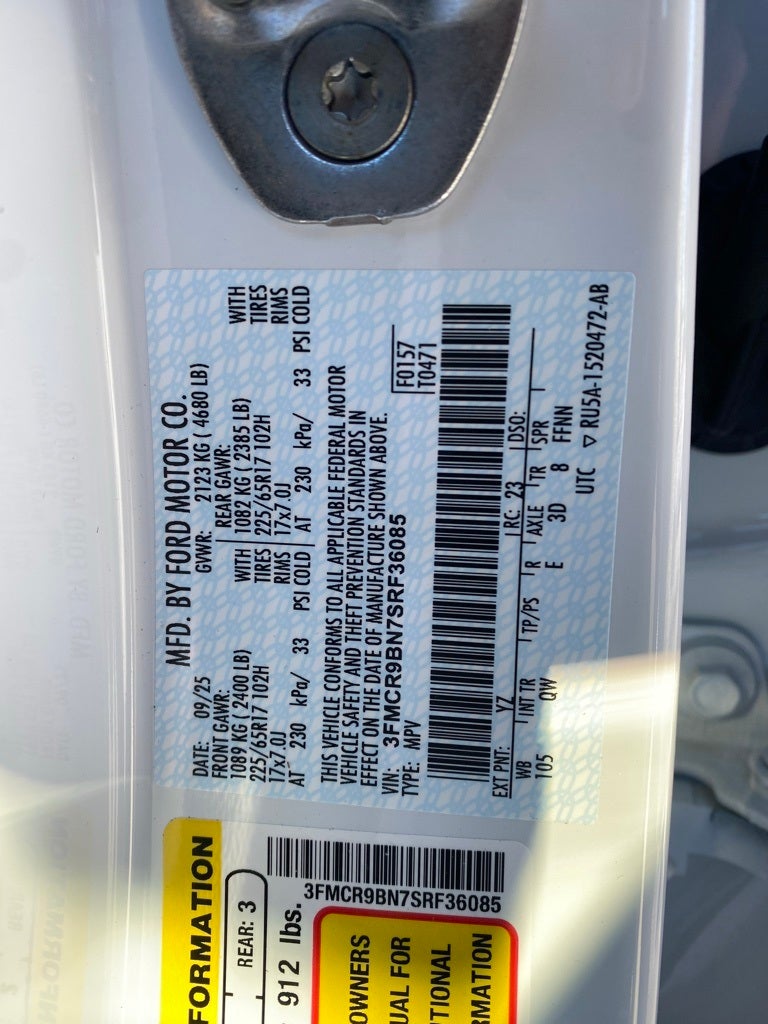 MFD. BY FORD MOTOR CO.
DATE: 09/25 GVWR: 2123 KG ( 4680 LB)
FRONT GAWR: REAR GAWR:
1089 KG ( 2400 LB) WITH 1082 KG ( 2385 LB) WITH
225/65R17 102H TIRES 225/65R17 102H TIRES
17x7.0J RIMS 17x7.0J RIMS
AT 230 kPa/ 33 PSI COLD AT 230 kPa/ 33 PSI COLD
THIS VEHICLE CONFORMS TO ALL APPLICABLE FEDERAL MOTOR
VEHICLE SAFETY AND THEFT PREVENTION STANDARDS IN
EFFECT ON THE DATE OF MANUFACTURE SHOWN ABOVE.
VIN: 3FMCR9BN7SRF36085 F0157
TYPE: MPV T0471
EXT PNT: YZ RC: 23 DSO:
WB INT TR TP/PS R AXLE TR SPR
105 QW E 3D 8 FFNN
UTC ▽ RU5A-1520472-AB
FORMATION
REAR: 3
912 lbs.
3FMCR9BN7SRF36085
OWNERS
UAL FOR
TIONAL
RMATION